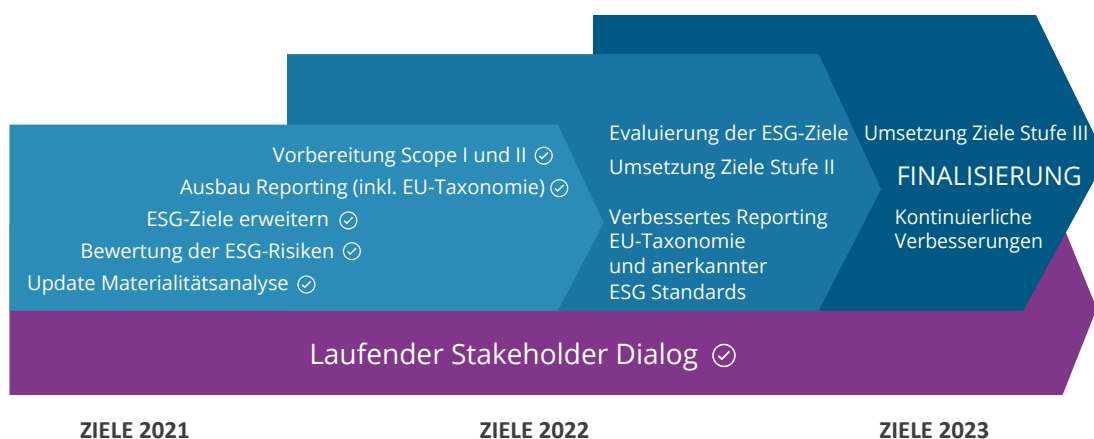 Vorbereitung Scope I und II
Ausbau Reporting (inkl. EU-Taxonomie)
ESG-Ziele erweitern
Bewertung der ESG-Risiken
Update Materialitätsanalyse
Evaluierung der ESG-Ziele
Umsetzung Ziele Stufe II
Verbessertes Reporting
EU-Taxonomie
und anerkannter
ESG Standards
Umsetzung Ziele Stufe III
FINALISIERUNG
Kontinuierliche
Verbesserungen
Laufender Stakeholder Dialog
ZIELE 2021
ZIELE 2022
ZIELE 2023